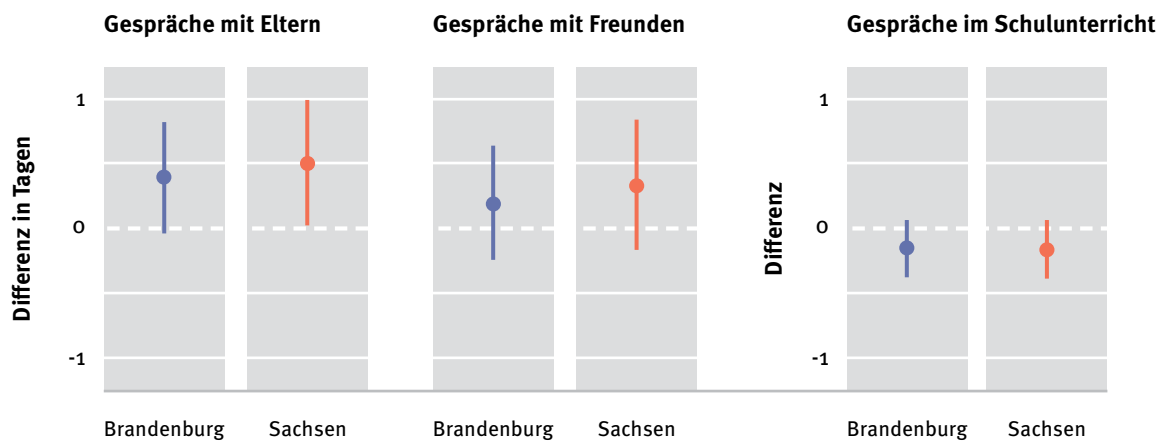 Gespräche mit Eltern
Gespräche mit Freunden
Gespräche im Schulunterricht
Differenz in Tagen
1
0
-1
Differenz
1
0
-1
Brandenburg
Sachsen
Brandenburg
Sachsen
Brandenburg
Sachsen